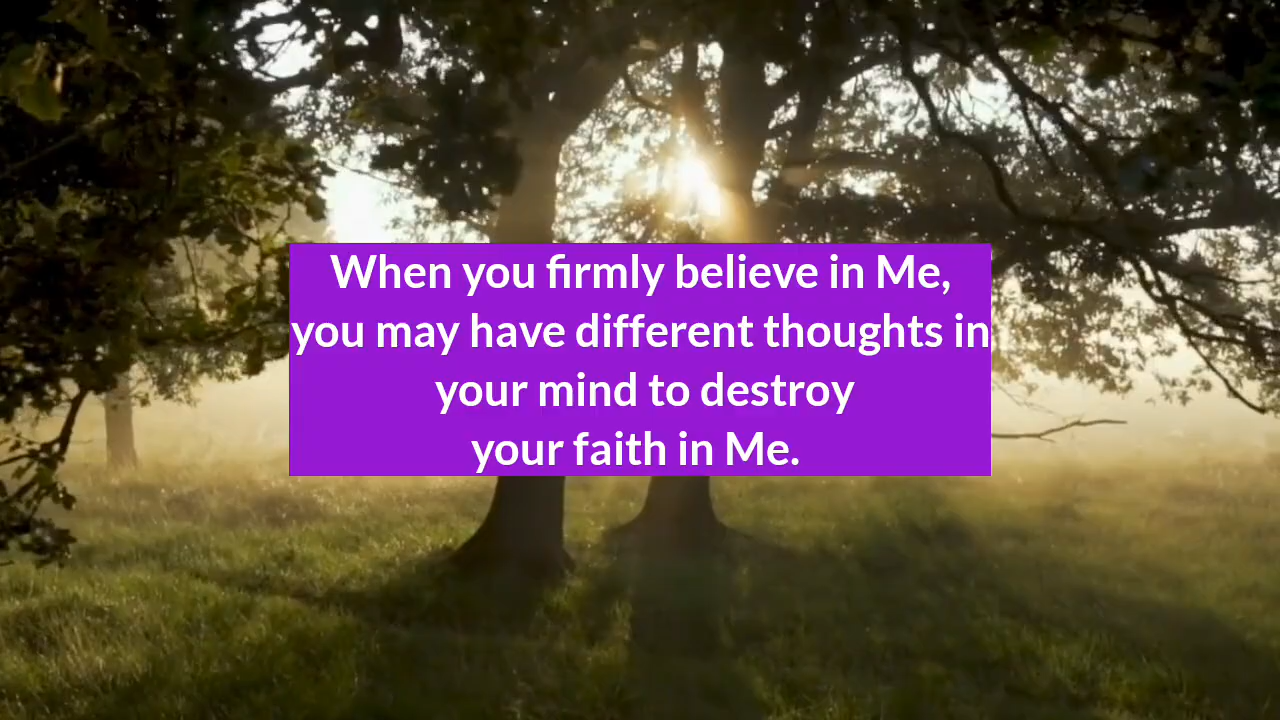 When you firmly believe in Me,
you may have different thoughts in
your mind to destroy
your faith in Me.